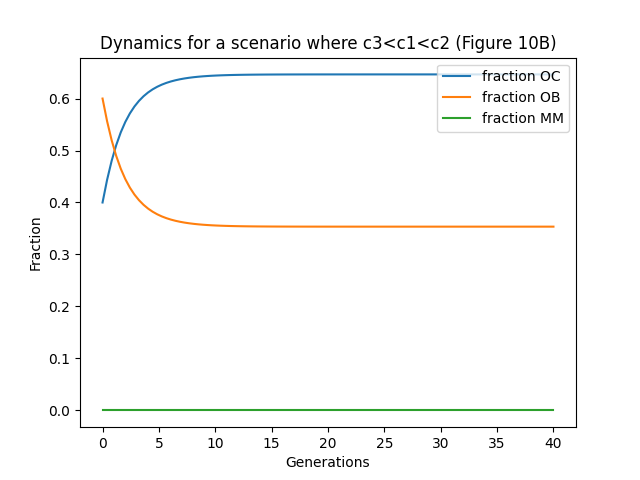 Dynamics for a scenario where c3<c1<c2 (Figure 10B)
fraction OC
fraction OB
fraction MM
Fraction
0.6
0.5
0.4
0.3
0.2
0.1
0.0
0 5 10 15 20 25 30 35 40
Generations